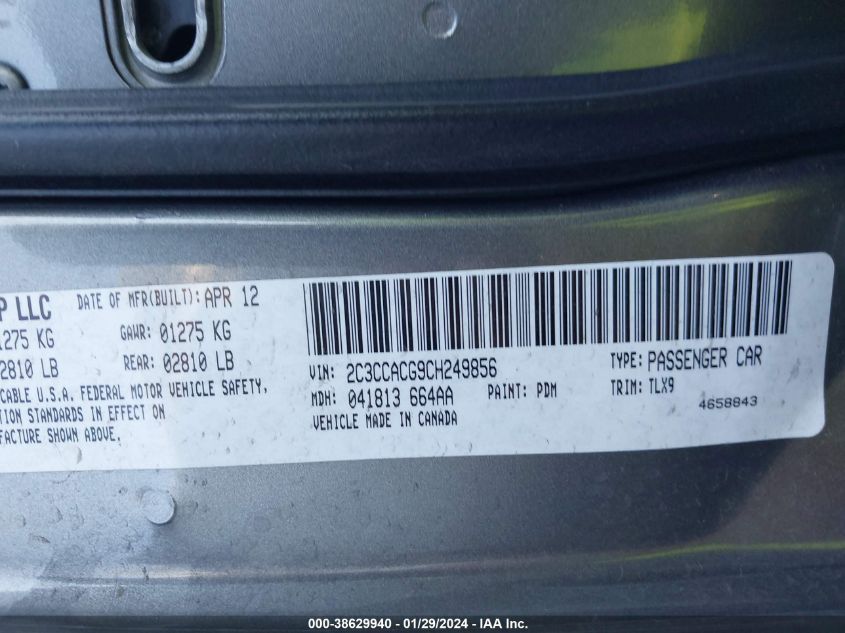 P LLC DATE OF MFR(BUILT): APR 12
1275 KG GAWR: 01275 KG
2810 LB REAR: 02810 LB
CABLE U.S.A. FEDERAL MOTOR VEHICLE SAFETY,
TION STANDARDS IN EFFECT ON
FACTURE SHOWN ABOVE.
VIN: 2C3CCACG9CH249856 TYPE: PASSENGER CAR
MDH: 041813 664AA PAINT: PDM TRIM: TLX9
VEHICLE MADE IN CANADA 4658843
000-38629940 - 01/29/2024 - IAA Inc.